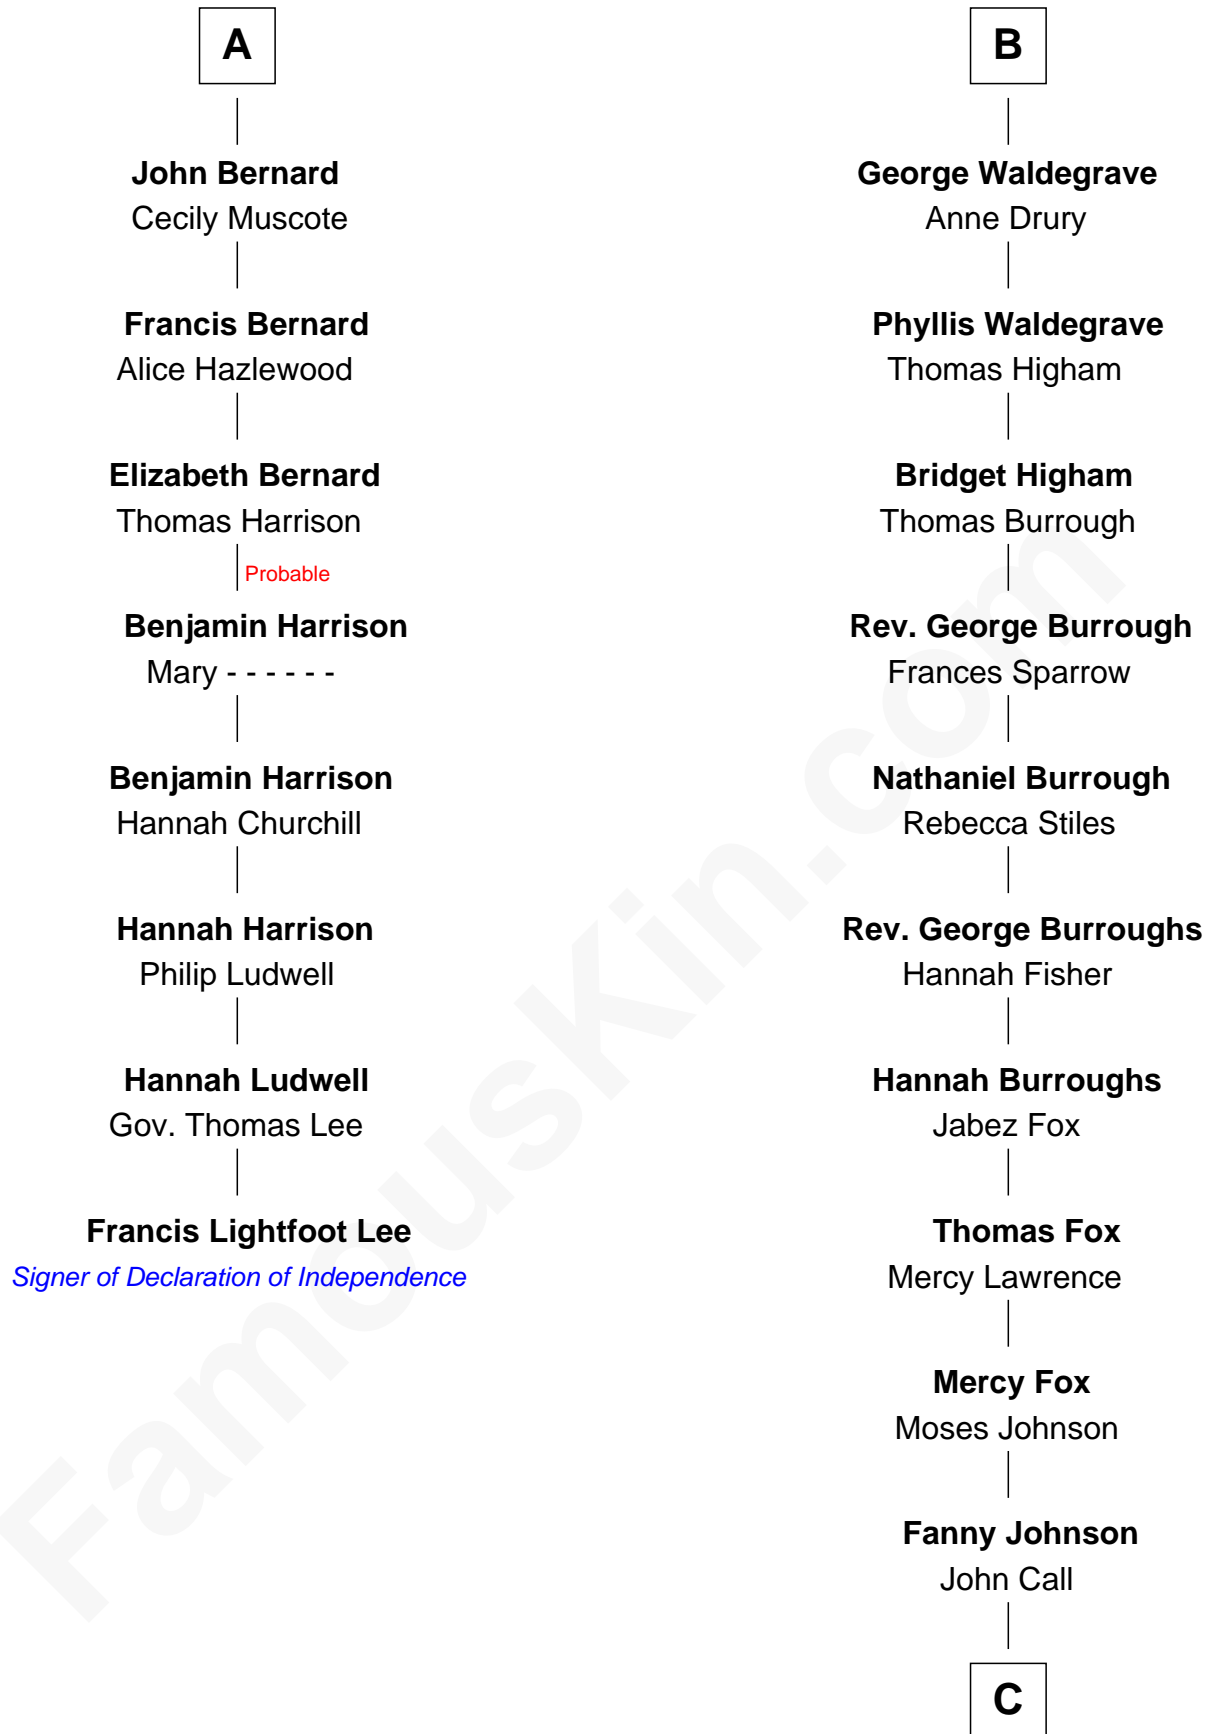 A
John Bernard
Cecily Muscote
Francis Bernard
Alice Hazlewood
Elizabeth Bernard
Thomas Harrison
Probable
Benjamin Harrison
Mary - - - - - -
Benjamin Harrison
Hannah Churchill
Hannah Harrison
Philip Ludwell
Hannah Ludwell
Gov. Thomas Lee
Francis Lightfoot Lee
Signer of Declaration of Independence
B
George Waldegrave
Anne Drury
Phyllis Waldegrave
Thomas Higham
Bridget Higham
Thomas Burrough
Rev. George Burrough
Frances Sparrow
Nathaniel Burrough
Rebecca Stiles
Rev. George Burroughs
Hannah Fisher
Hannah Burroughs
Jabez Fox
Thomas Fox
Mercy Lawrence
Mercy Fox
Moses Johnson
Fanny Johnson
John Call
C
FamousKin.com